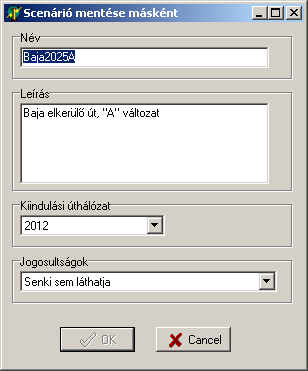 Scenárió mentése másként
Név
Baja2025A
Leírás
Baja elkerülő út, "A" változat
Kiindulási úthálózat
2012
Jogosultságok
Senki sem láthatja
OK
Cancel